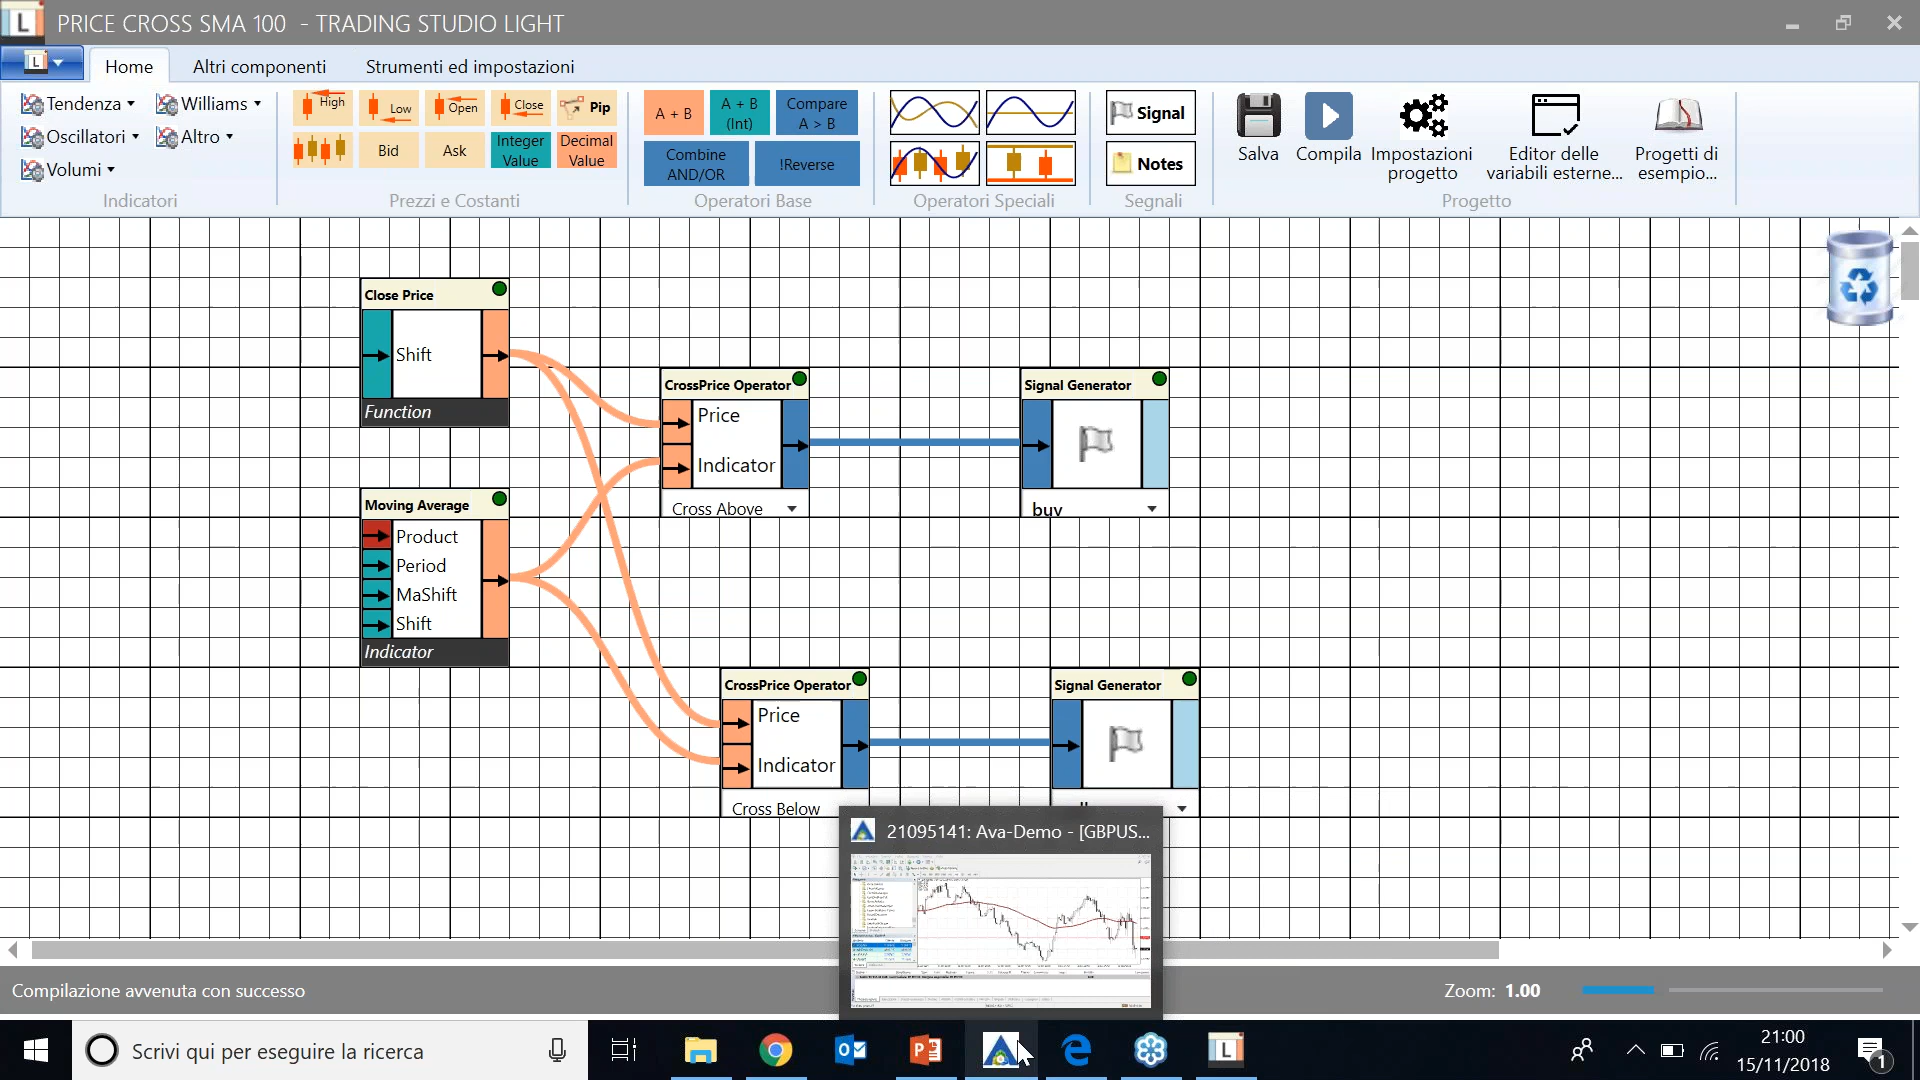 L PRICE CROSS SMA 100 - TRADING STUDIO LIGHT
L Home Altri componenti Strumenti ed impostazioni
Tendenza Williams
Oscillatori Altro
Volumi
Indicatori
High Low Open Close Pip
Bid Ask Integer Value Decimal Value
Prezzi e Costanti
A + B A + B (Int) Compare A > B
Combine AND/OR !Reverse
Operatori Base
Operatori Speciali
Signal
Notes
Segnali
Salva Compila Impostazioni progetto Editor delle variabili esterne... Progetti di esempio...
Progetto
Close Price
Shift
Function
CrossPrice Operator
Price
Indicator
Cross Above
Signal Generator
buy
Moving Average
Product
Period
MaShift
Shift
Indicator
CrossPrice Operator
Price
Indicator
Cross Below
Signal Generator
21095141: Ava-Demo - [GBPUS...
Compilazione avvenuta con successo
Zoom: 1.00
Scrivi qui per eseguire la ricerca
L
21:00
15/11/2018
1